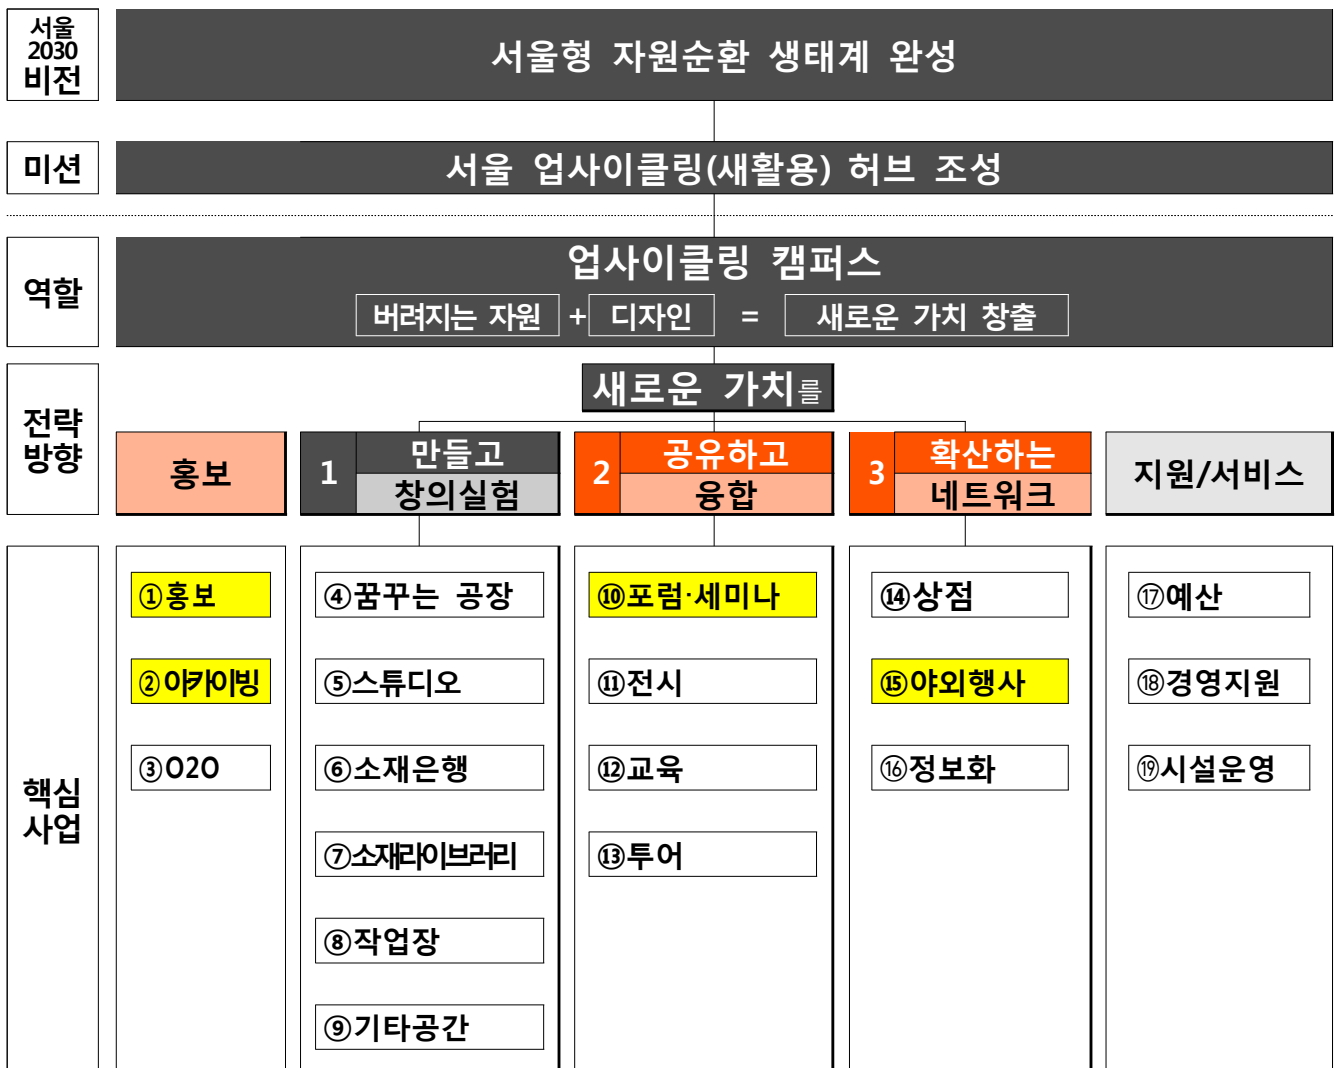 서울
2030
비전
서울형 자원순환 생태계 완성
미션
서울 업사이클링(새활용) 허브 조성
역할
업사이클링 캠퍼스
버려지는 자원 + 디자인 = 새로운 가치 창출
전략
방향
새로운 가치를
홍보
1
만들고
창의실험
2
공유하고
융합
3
확산하는
네트워크
지원/서비스
핵심
사업
①홍보
②아카이빙
③O2O
④꿈꾸는 공장
⑤스튜디오
⑥소재은행
⑦소재라이브러리
⑧작업장
⑨기타공간
⑩포럼·세미나
⑪전시
⑫교육
⑬투어
⑭상점
⑮야외행사
⑯정보화
⑰예산
⑱경영지원
⑲시설운영